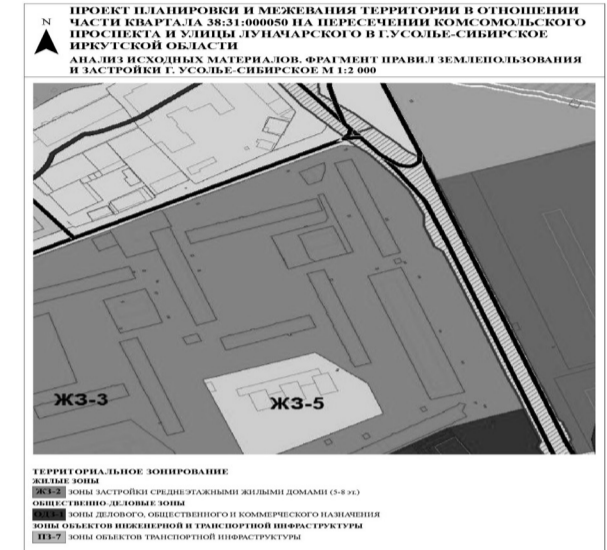 ПРОЕКТ ПЛАНИРОВКИ И МЕЖЕВАНИЯ ТЕРРИТОРИИ В ОТНОШЕНИИ
ЧАСТИ КВАРТАЛА 38:31:000050 НА ПЕРЕСЕЧЕНИИ КОМСОМОЛЬСКОГО
ПРОСПЕКТА И УЛИЦЫ ЛУНАЧАРСКОГО В Г.УСОЛЬЕ-СИБИРСКОЕ
ИРКУТСКОЙ ОБЛАСТИ
N
АНАЛИЗ ИСХОДНЫХ МАТЕРИАЛОВ. ФРАГМЕНТ ПРАВИЛ ЗЕМЛЕПОЛЬЗОВАНИЯ
И ЗАСТРОЙКИ Г. УСОЛЬЕ-СИБИРСКОЕ М 1:2 000
ЖЗ-3
ЖЗ-5
ТЕРРИТОРИАЛЬНОЕ ЗОНИРОВАНИЕ
ЖИЛЫЕ ЗОНЫ
ЖЗ-2 ЗОНЫ ЗАСТРОЙКИ СРЕДНЕЭТАЖНЫМИ ЖИЛЫМИ ДОМАМИ (5-8 эт.)
ОБЩЕСТВЕННО-ДЕЛОВЫЕ ЗОНЫ
ОДЗ-1 ЗОНЫ ДЕЛОВОГО, ОБЩЕСТВЕННОГО И КОММЕРЧЕСКОГО НАЗНАЧЕНИЯ
ЗОНЫ ОБЪЕКТОВ ИНЖЕНЕРНОЙ И ТРАНСПОРТНОЙ ИНФРАСТРУКТУРЫ
ПЗ-7 ЗОНЫ ОБЪЕКТОВ ТРАНСПОРТНОЙ ИНФРАСТРУКТУРЫ